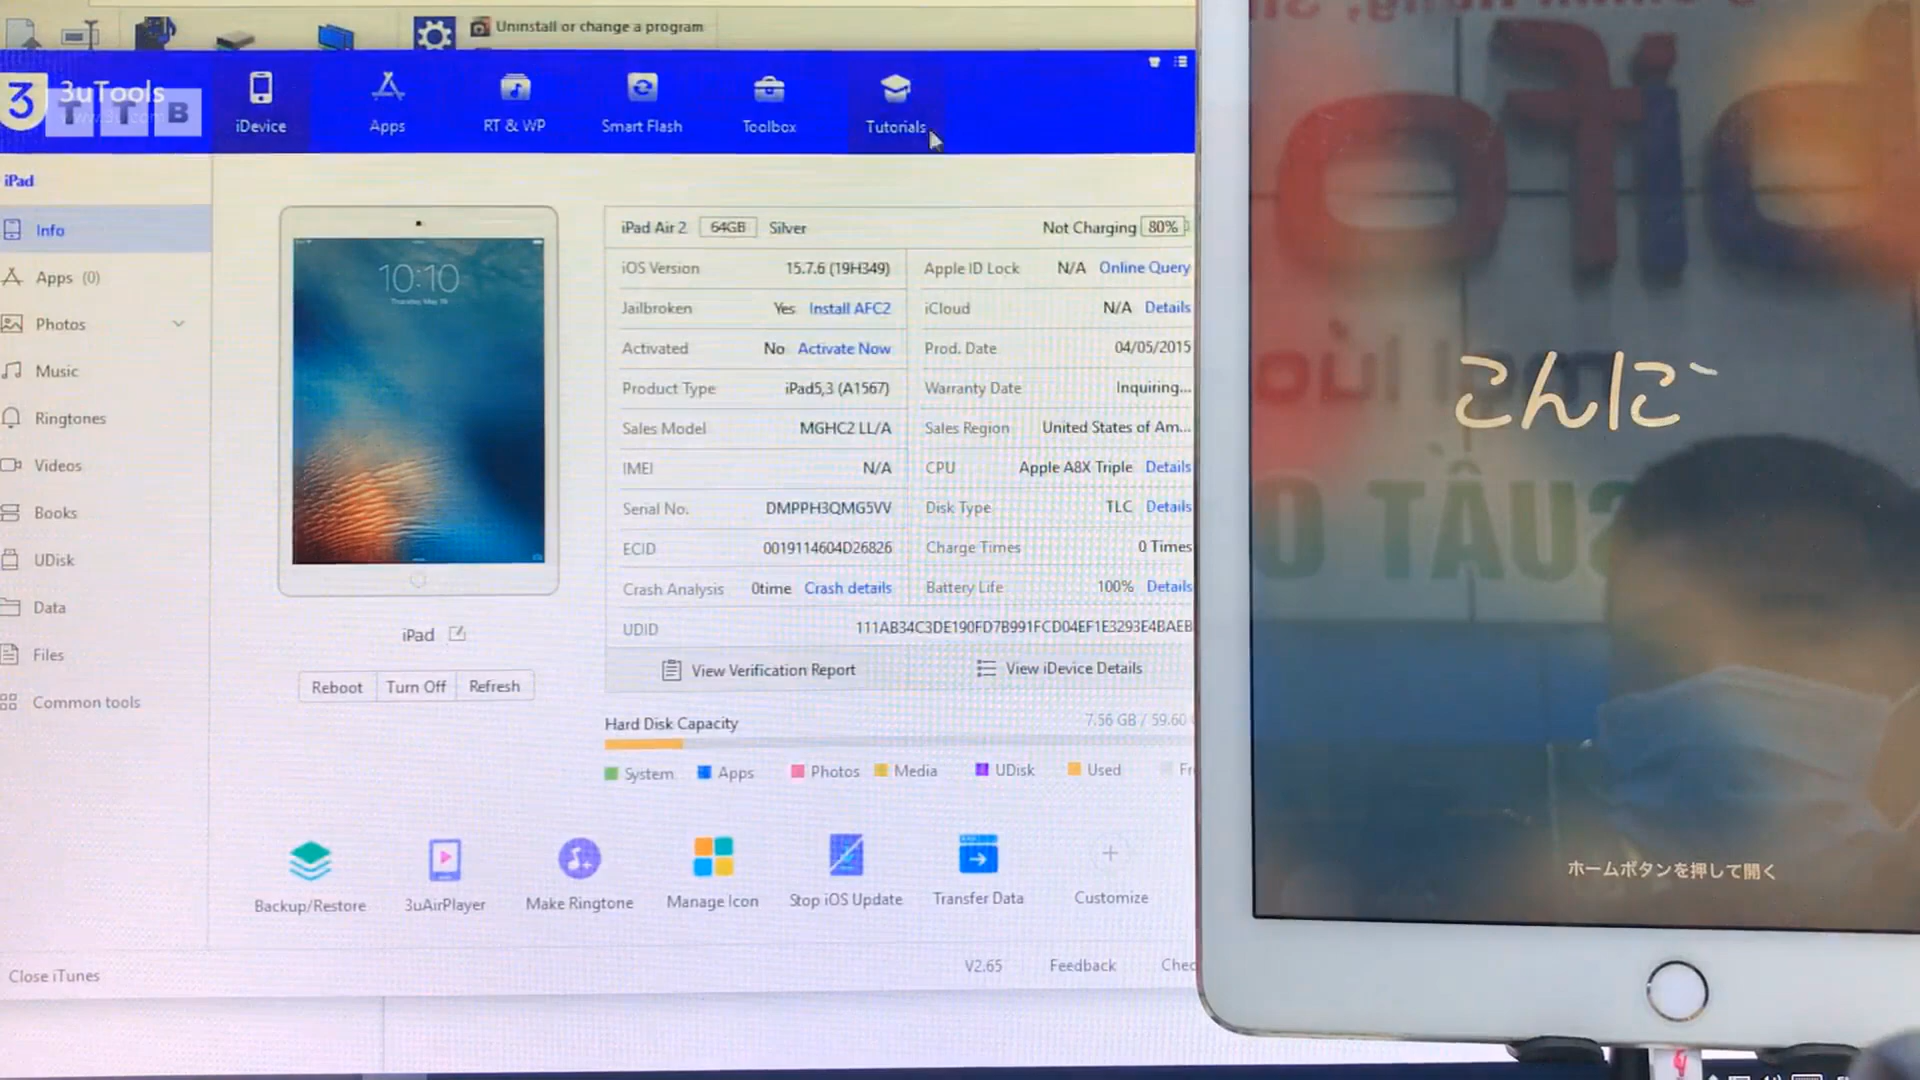 Uninstall or change a program
3
3uTools
TTB
iDevice
Apps
RT & WP
Smart Flash
Toolbox
Tutorials
iPad
Info
Apps (0)
Photos
Music
Ringtones
Videos
Books
UDisk
Data
Files
Common tools
Close iTunes
10:10
iPad
Reboot Turn Off Refresh
iPad Air 2 64GB Silver Not Charging 80%
iOS Version 15.7.6 (19H349) Apple ID Lock N/A Online Query
Jailbroken Yes Install AFC2 iCloud N/A Details
Activated No Activate Now Prod. Date 04/05/2015
Product Type iPad5,3 (A1567) Warranty Date Inquiring...
Sales Model MGHC2 LL/A Sales Region United States of Am...
IMEI N/A CPU Apple A8X Triple Details
Serial No. DMPPH3QMG5VV Disk Type TLC Details
ECID 0019114604D26826 Charge Times 0 Times
Crash Analysis 0time Crash details Battery Life 100% Details
UDID 111AB34C3DE190FD7B991FCD04EF1E3293E4BAEB
View Verification Report View iDevice Details
Hard Disk Capacity 7.56 GB / 59.60
System Apps Photos Media UDisk Used Fr
Backup/Restore 3uAirPlayer Make Ringtone Manage Icon Stop iOS Update Transfer Data Customize
V2.65 Feedback Chec
こんに
ホームボタンを押して開く